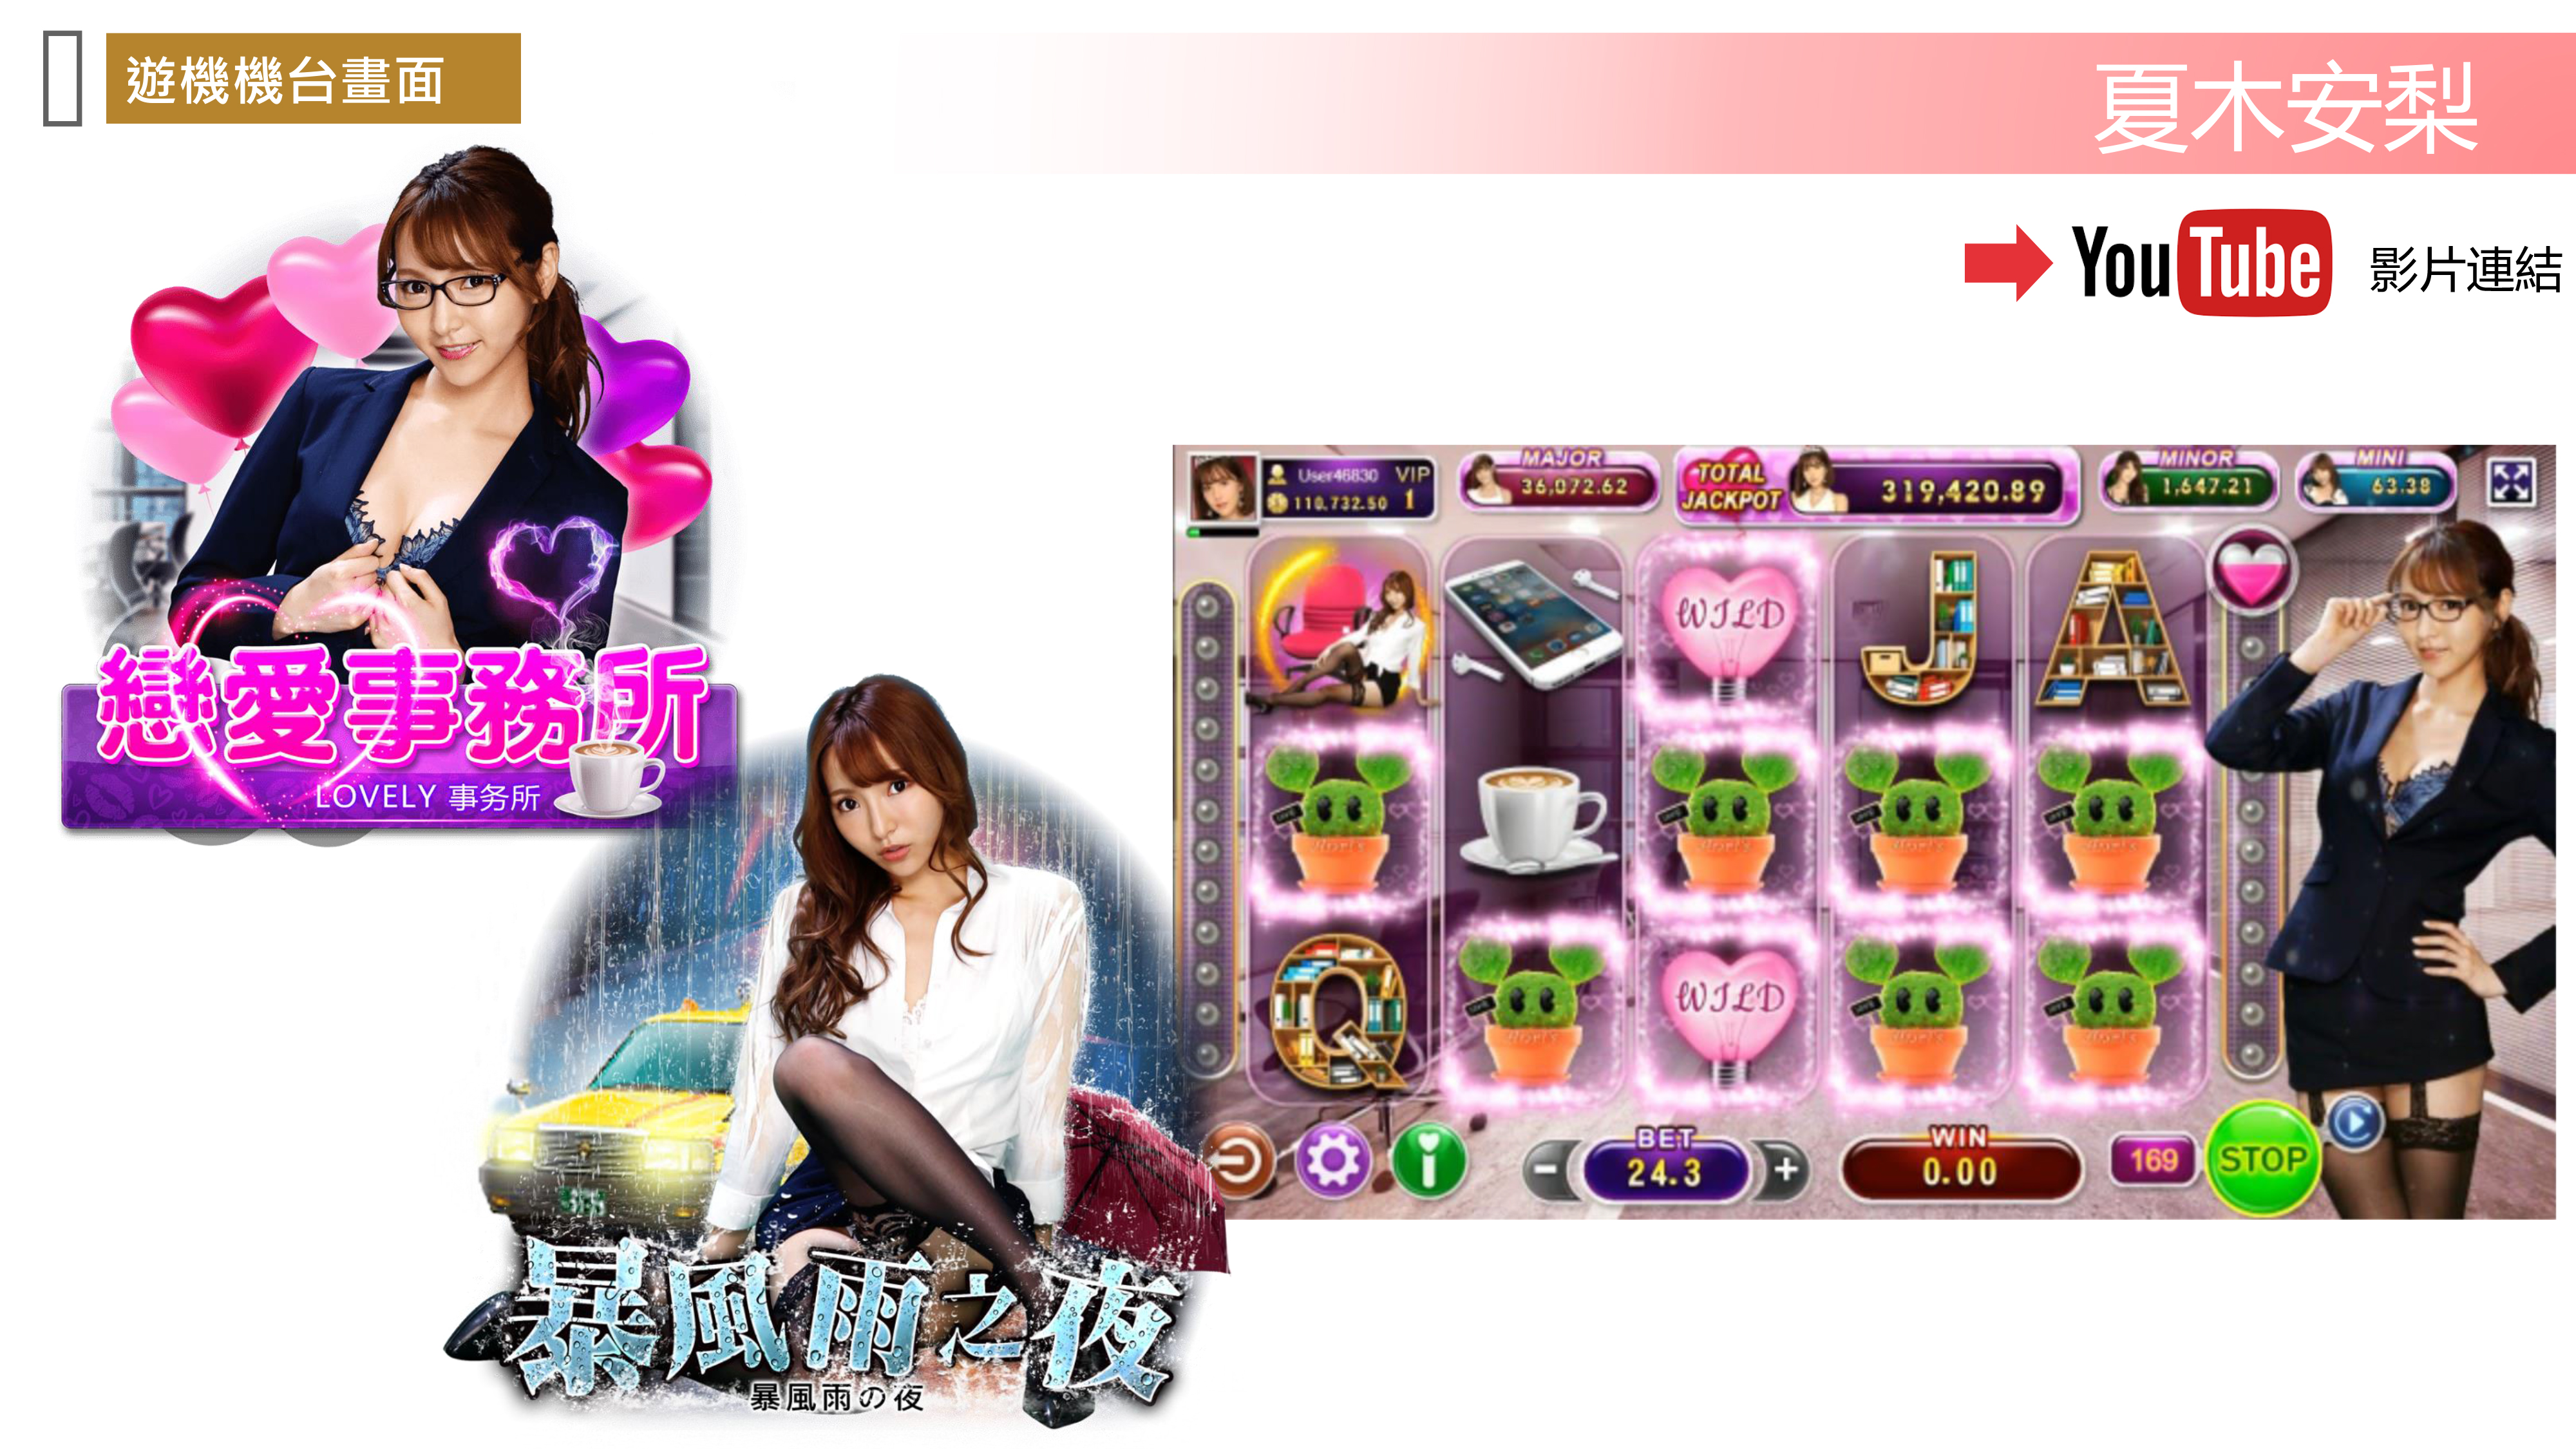 遊機機台畫面
夏木安梨
YouTube 影片連結
戀愛事務所
LOVELY 事务所
暴風雨之夜
暴風雨の夜
User46830 VIP
110,732.50 1
MAJOR
36,072.62
TOTAL
JACKPOT
319,420.89
MINOR
1,647.21
MINI
63.38
WILD
J
A
Q
WILD
BET
24.3
WIN
0.00
169
STOP